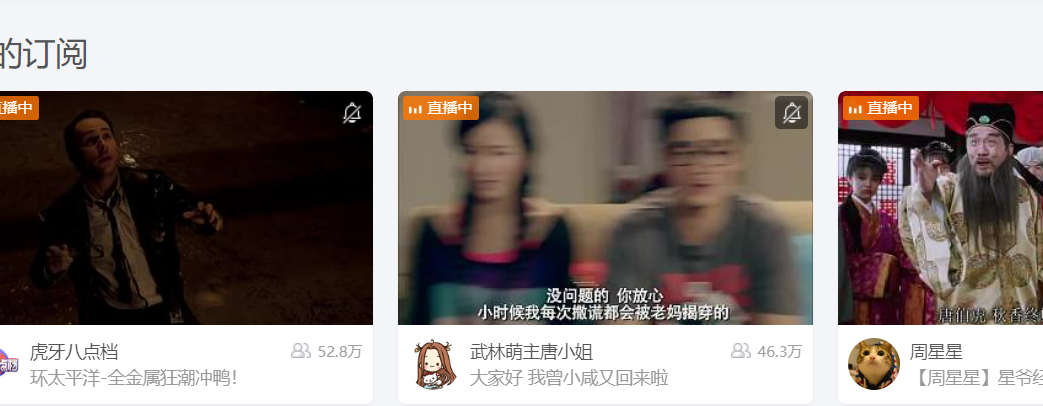 的订阅
直播中
直播中
直播中
没问题的 你放心
小时候我每次撒谎都会被老妈揭穿的
唐伯虎 秋香终
虎牙八点档
52.8万
环太平洋-全金属狂潮冲鸭!
武林萌主唐小姐
46.3万
大家好 我曾小咸又回来啦
周星星
【周星星】星爷经